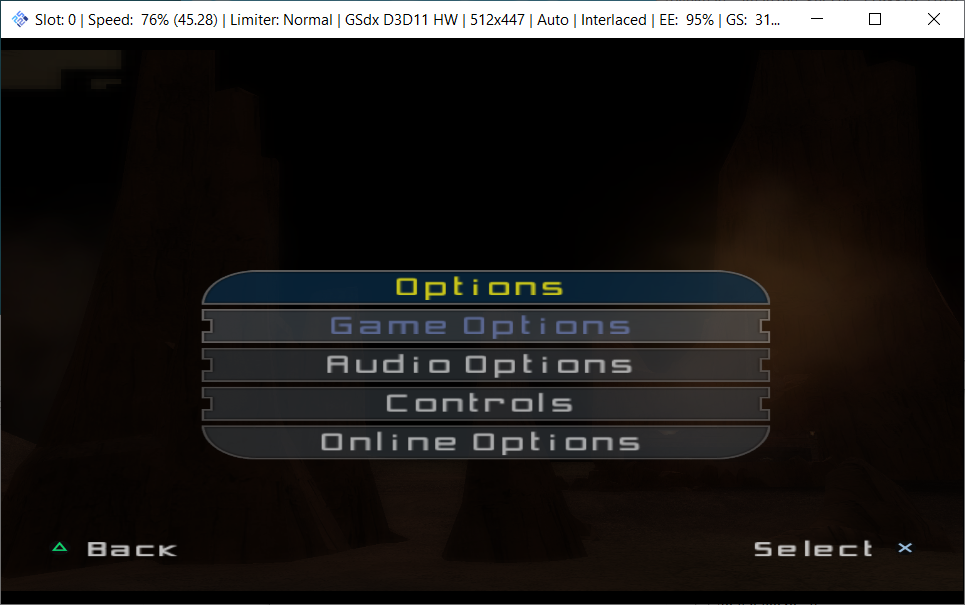 Slot: 0 | Speed: 76% (45.28) | Limiter: Normal | GSdx D3D11 HW | 512x447 | Auto | Interlaced | EE: 95% | GS: 31...
Options
Game Options
Audio Options
Controls
Online Options
Back
Select